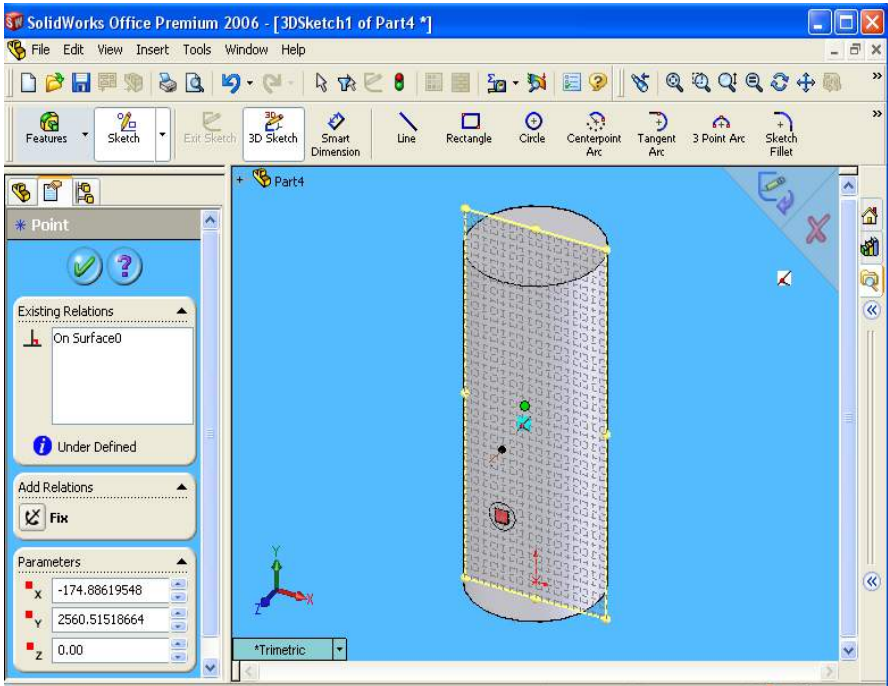 SolidWorks Office Premium 2006 - [3DSketch1 of Part4 *]
File Edit View Insert Tools Window Help
Features Sketch Exit Sketch 3D Sketch Smart Dimension Line Rectangle Circle Centerpoint Arc Tangent Arc 3 Point Arc Sketch Fillet
Part4
Point
Existing Relations
On Surface0
Under Defined
Add Relations
Fix
Parameters
x -174.88619548
y 2560.51518664
z 0.00
Y
X
Z
*Trimetric